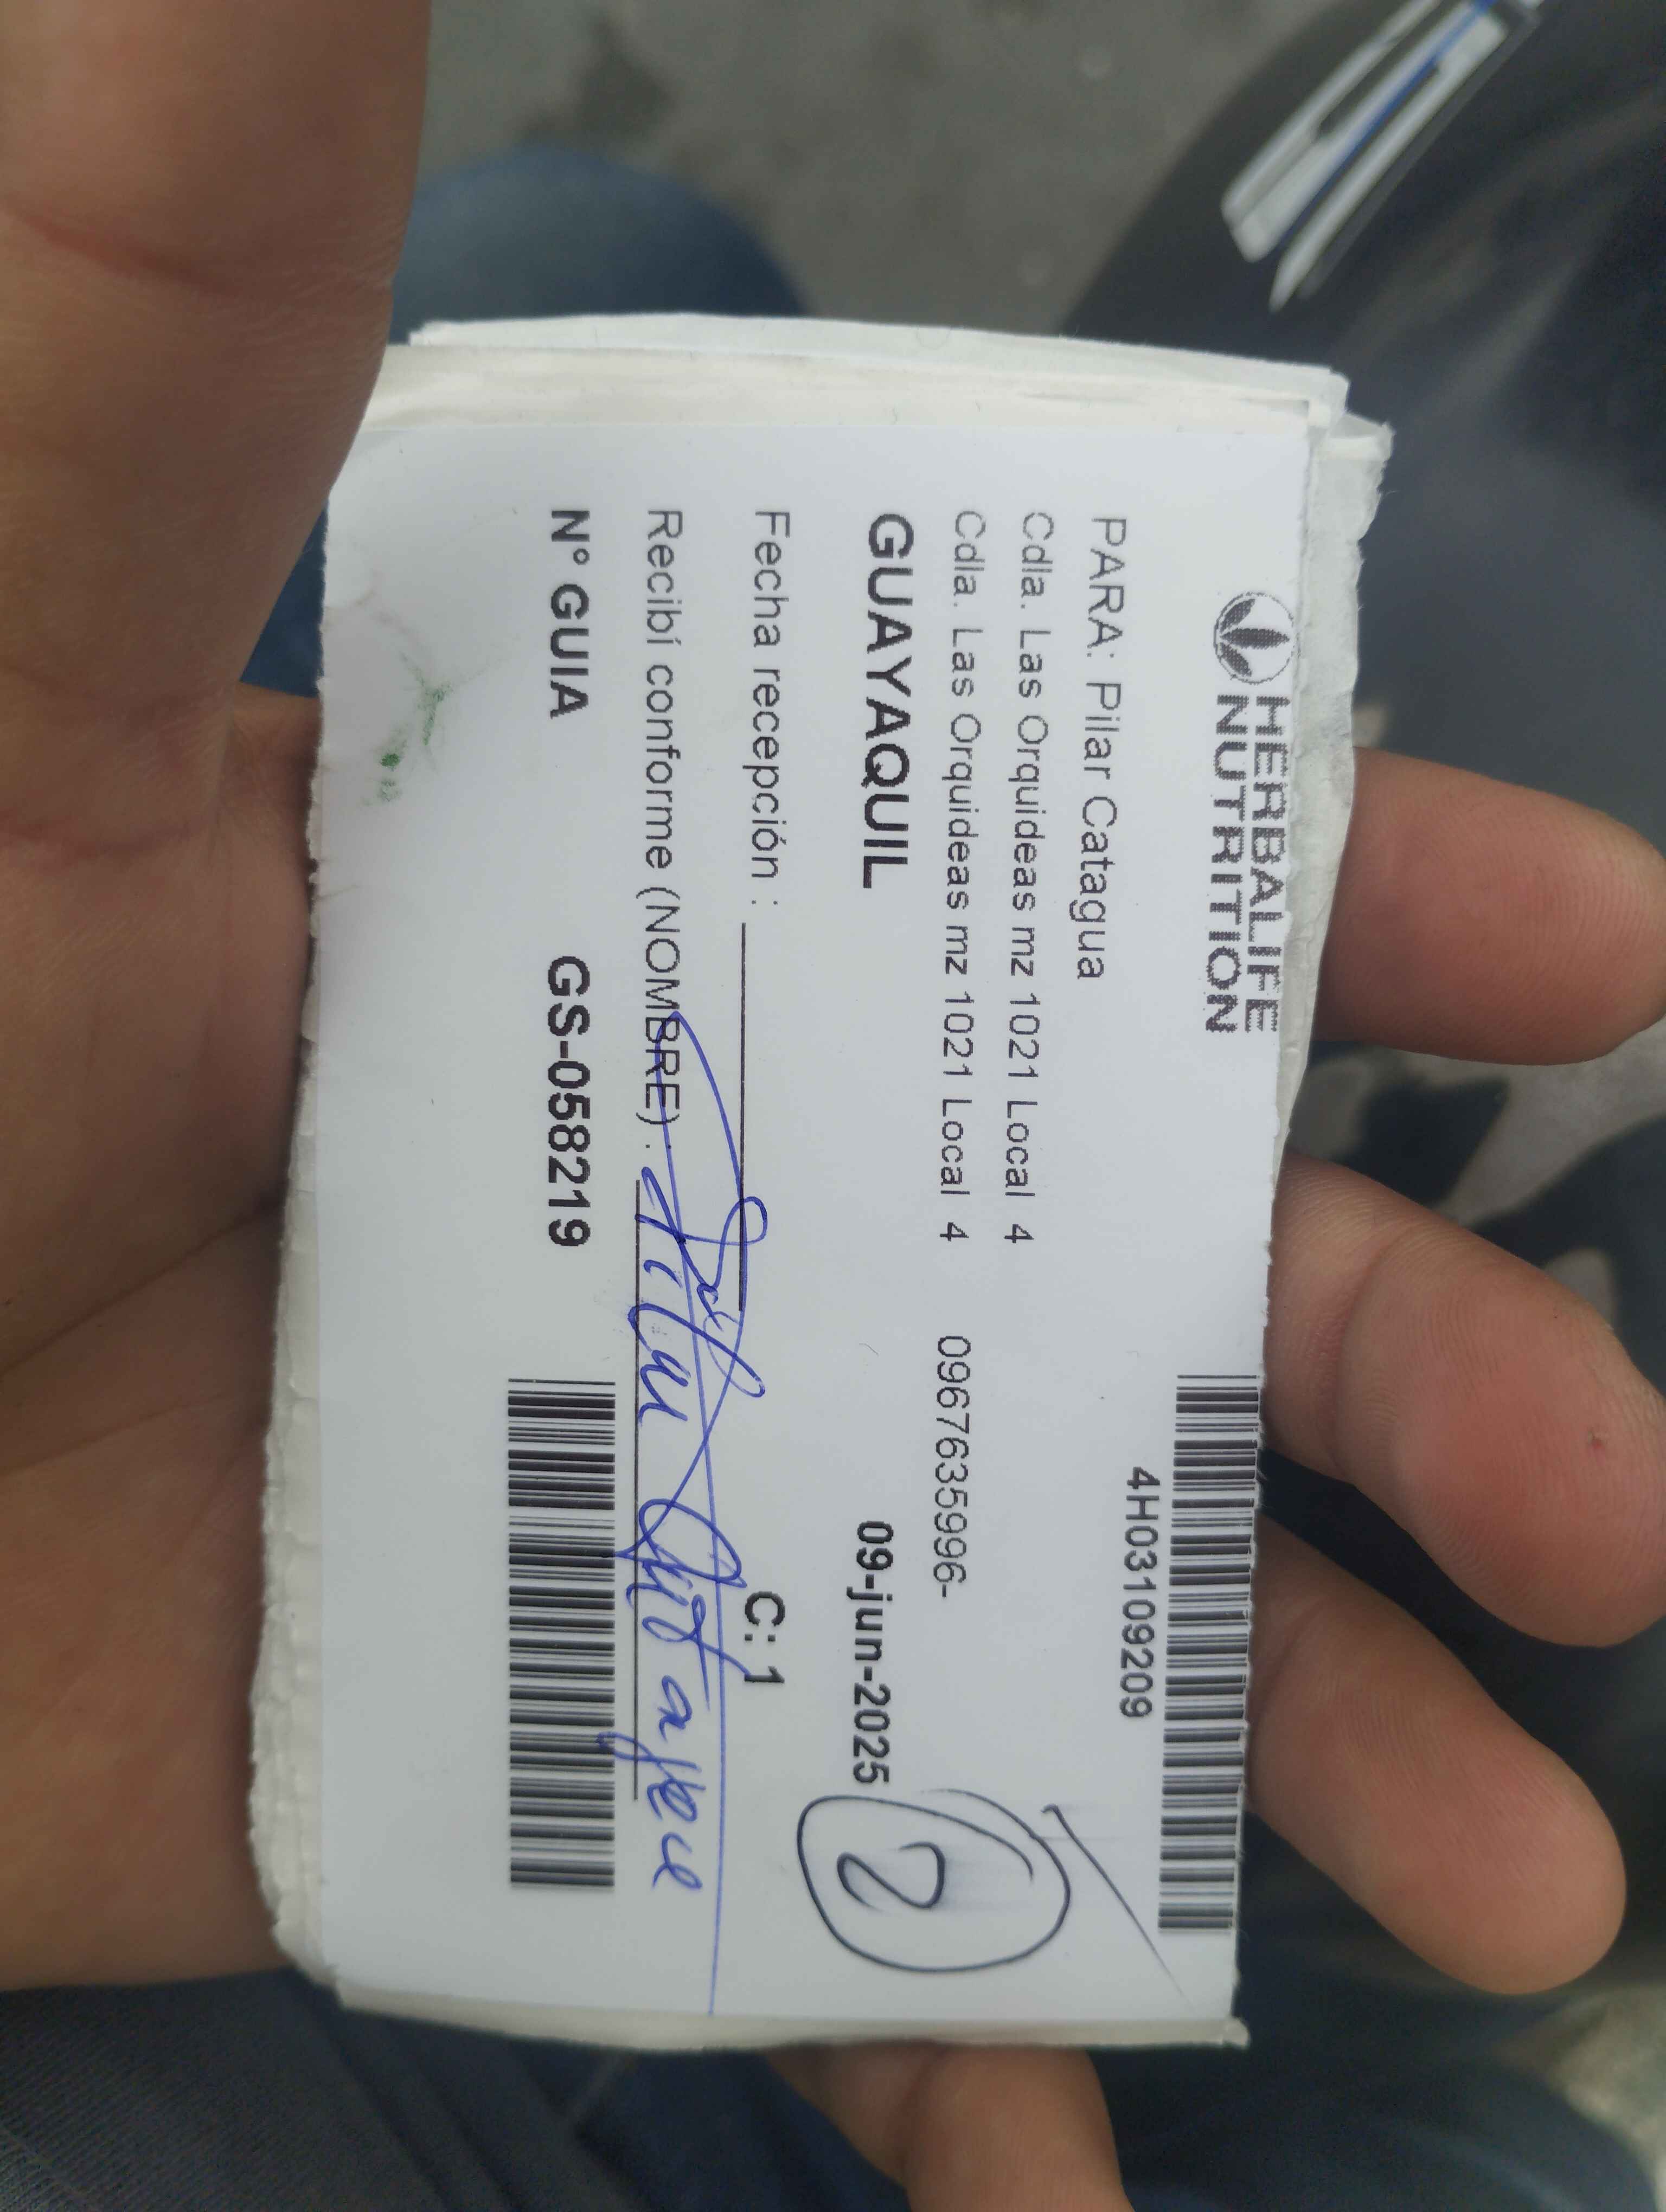 HERBALIFE
NUTRITION
4H03109209
PARA: Pilar Catagua
Cdla. Las Orquideas mz 1021 Local 4
Cdla. Las Orquideas mz 1021 Local 4 0967635996-
GUAYAQUIL 09-jun-2025
2
Fecha recepción : C: 1
Recibí conforme (NOMBRE) :
N° GUIA GS-058219